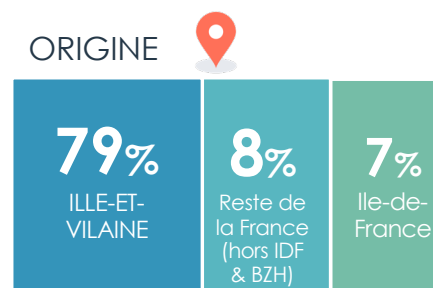 ORIGINE
79%
ILLE-ET-
VILAINE
8%
Reste de
la France
(hors IDF
& BZH)
7%
Ile-de-
France